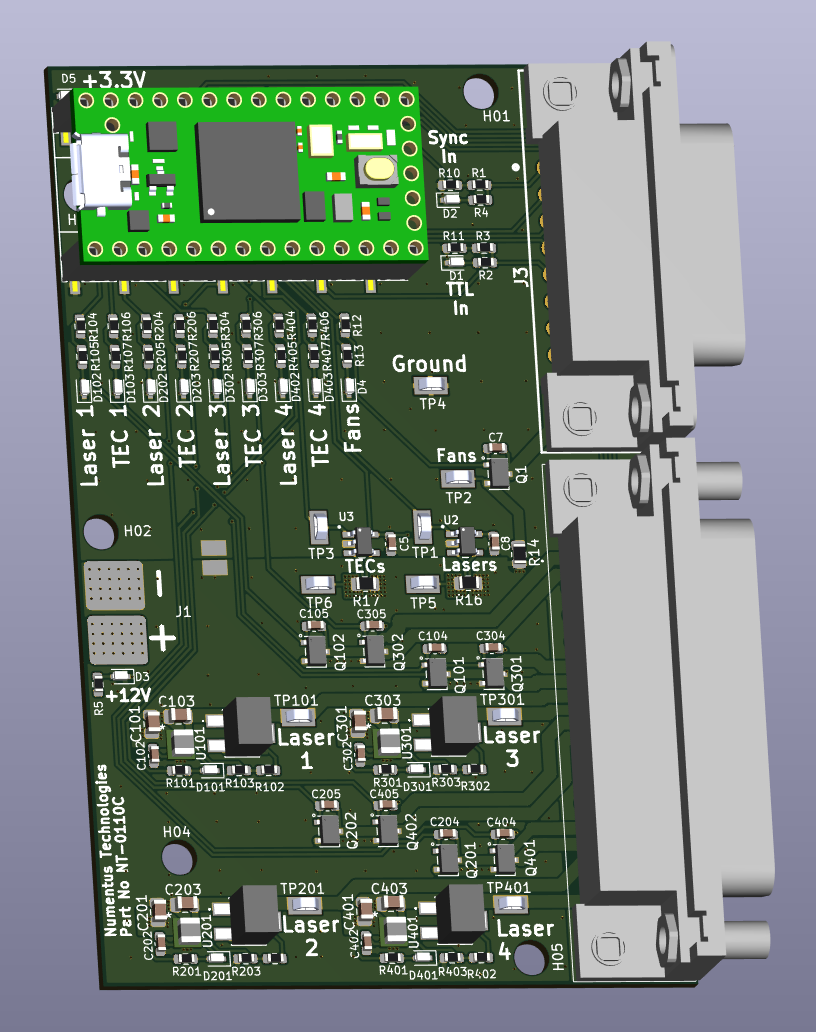 D5 +3.3V
H01
Sync
In
R10 R1
D2 R4
R11 R3
D1 R2
TTL
In
J3
H
R104 R106 R204 R206 R304 R306 R404 R406 R12
R105 R107 R205 R207 R305 R307 R405 R407 R13
D102 D103 D202 D203 D302 D303 D402 D403 D4
Laser 1
TEC 1
Laser 2
TEC 2
Laser 3
TEC 3
Laser 4
TEC 4
Fans
Ground
TP4
C7
Fans
Q1
TP2
H02
U3 U2
TP3 C5 TP1 C8 R14
TECs Lasers
TP6 R17 TP5 R16
J1
-
+
C105 C305
Q102 Q302
C104 C304
Q101 Q301
D3
R5 +12V
C101 C103 TP101
C102 U101
Laser
1
R101 D101 R103 R102
C301 C303 TP301
C302 U301
Laser
3
R301 D301 R303 R302
C205 C405
Q202 Q402
C204 C404
Q201 Q401
H04
Numentus Technologies
Part No NT-0110C
C201 C203 TP201
C202 U201
Laser
2
R201 D201 R203
C401 C403 TP401
C402 U401
Laser
4
R401 D401 R403 R402
H05